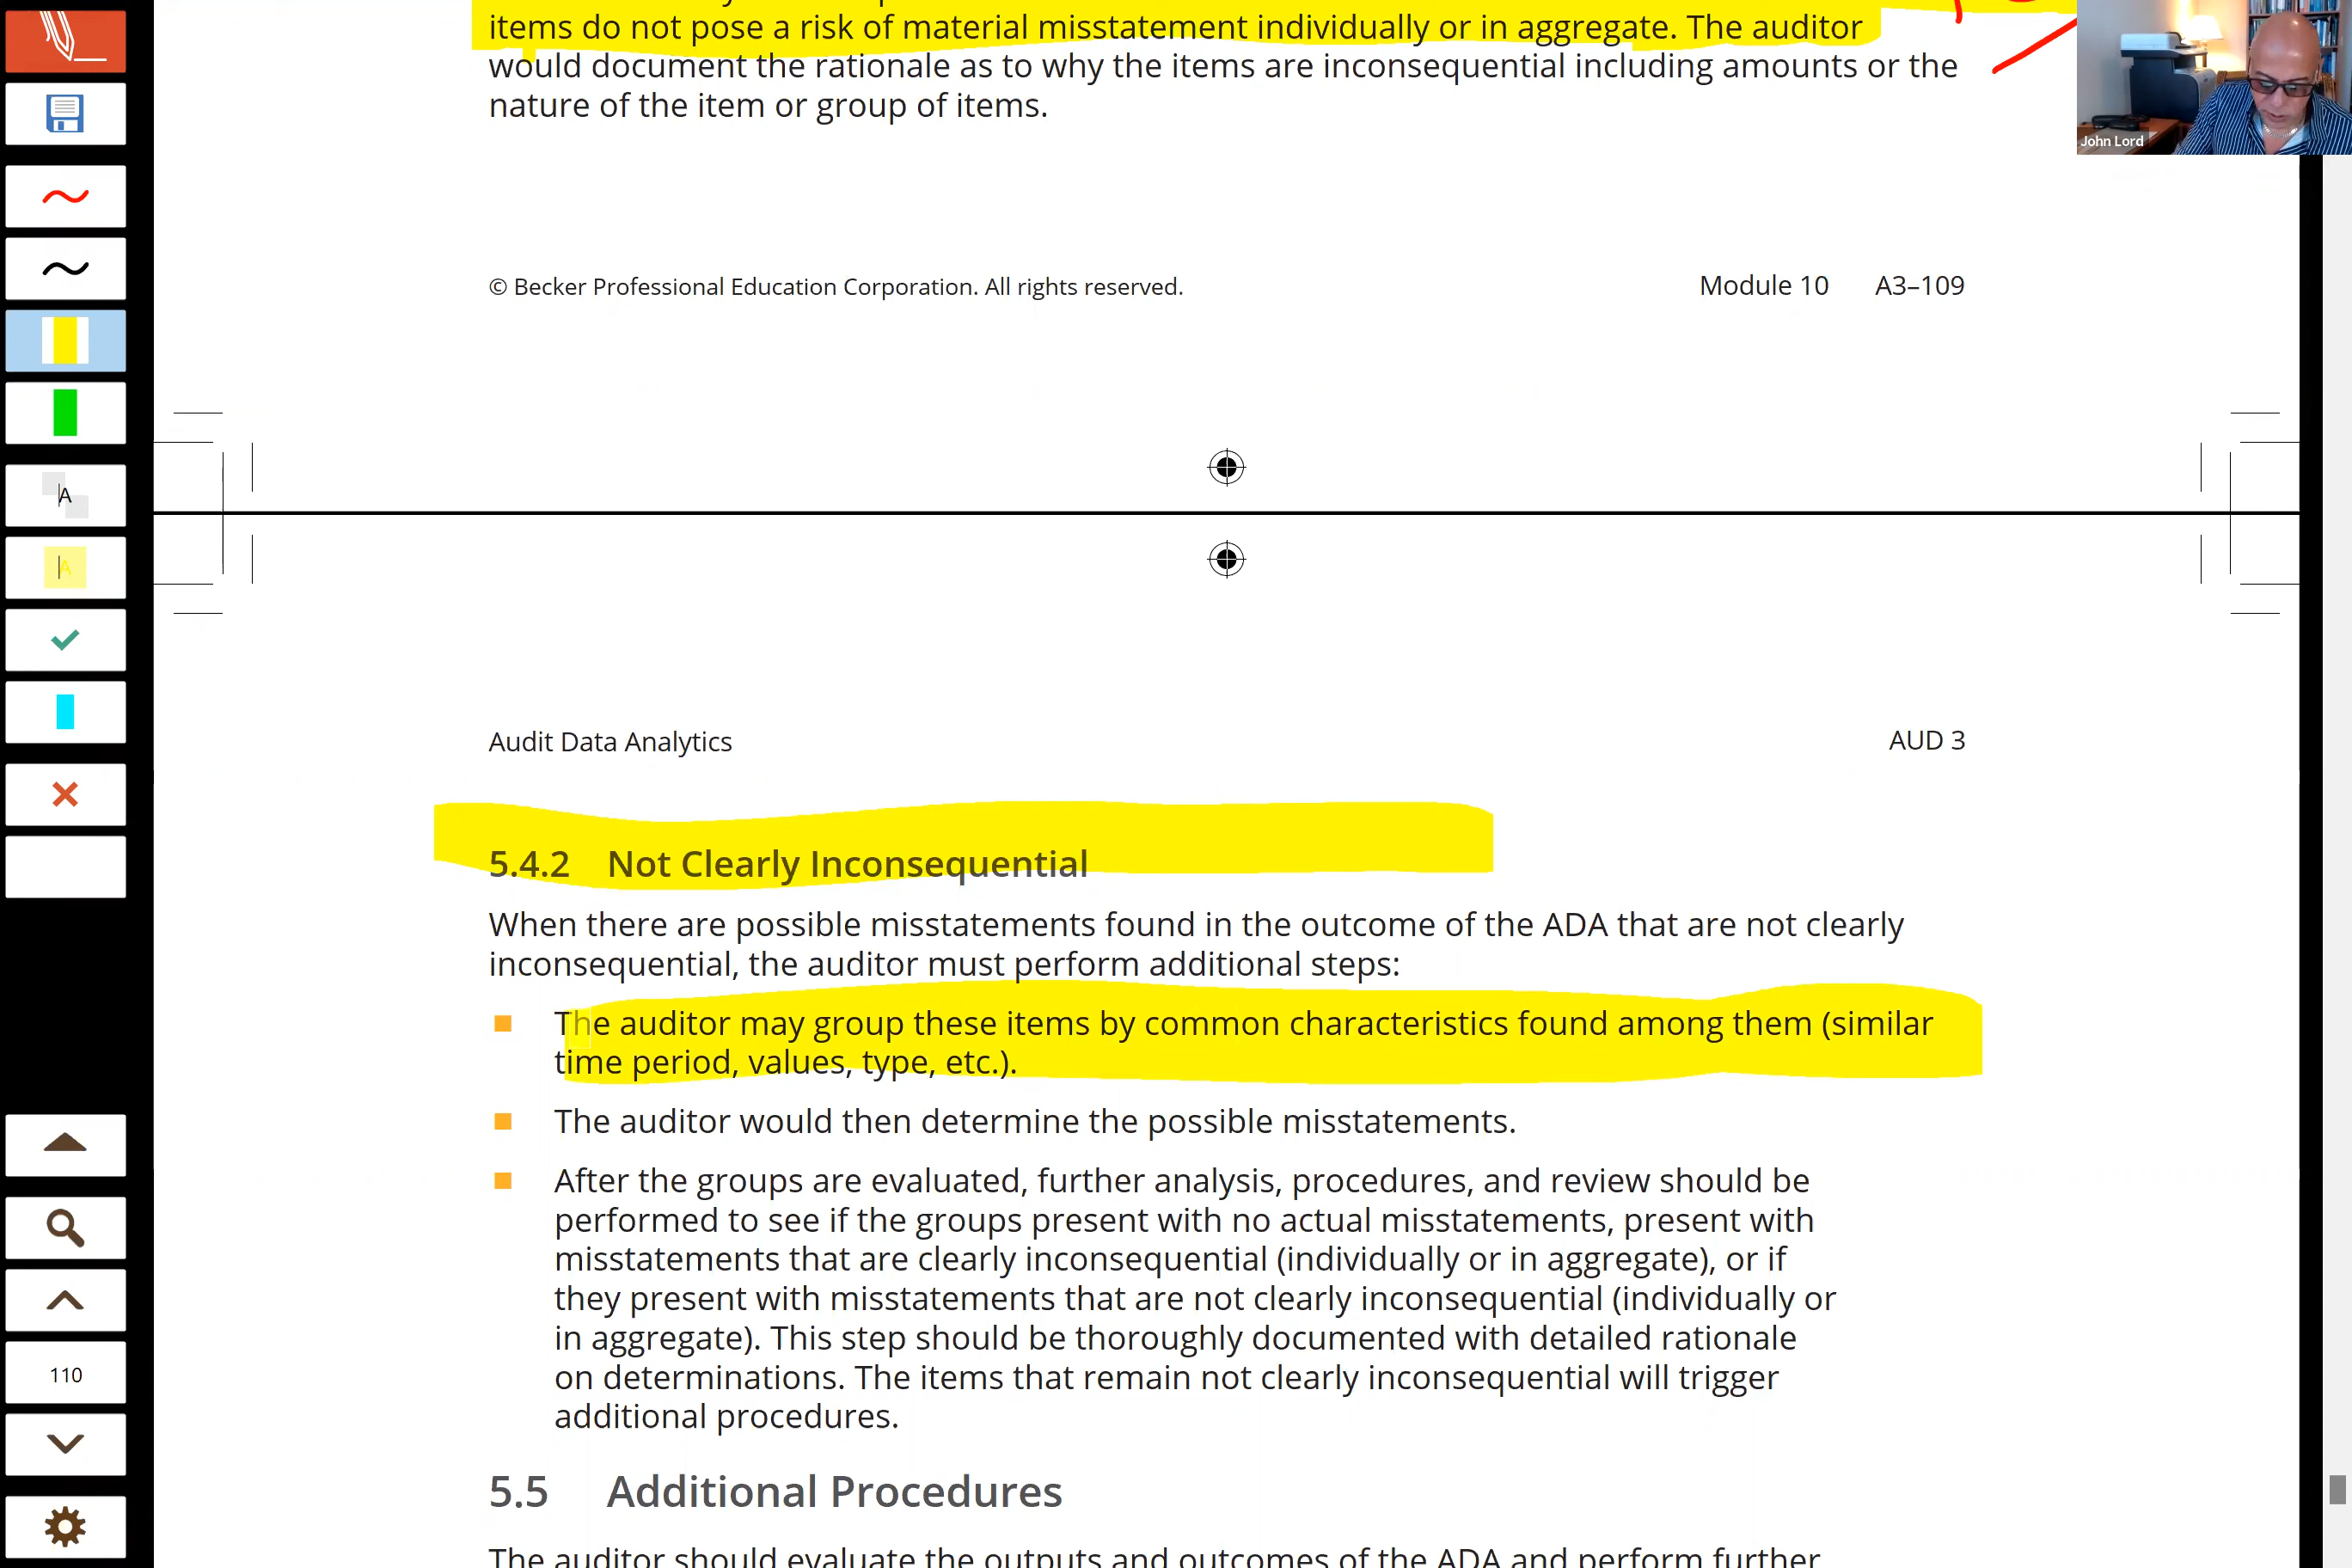 items do not pose a risk of material misstatement individually or in aggregate. The auditor
would document the rationale as to why the items are inconsequential including amounts or the
nature of the item or group of items.
John Lord
© Becker Professional Education Corporation. All rights reserved.
Module 10 A3–109
A
A
Audit Data Analytics
AUD 3
5.4.2 Not Clearly Inconsequential
When there are possible misstatements found in the outcome of the ADA that are not clearly
inconsequential, the auditor must perform additional steps:
The auditor may group these items by common characteristics found among them (similar
time period, values, type, etc.).
The auditor would then determine the possible misstatements.
After the groups are evaluated, further analysis, procedures, and review should be
performed to see if the groups present with no actual misstatements, present with
misstatements that are clearly inconsequential (individually or in aggregate), or if
they present with misstatements that are not clearly inconsequential (individually or
in aggregate). This step should be thoroughly documented with detailed rationale
on determinations. The items that remain not clearly inconsequential will trigger
additional procedures.
110
5.5 Additional Procedures
The auditor should evaluate the outputs and outcomes of the ADA and perform further